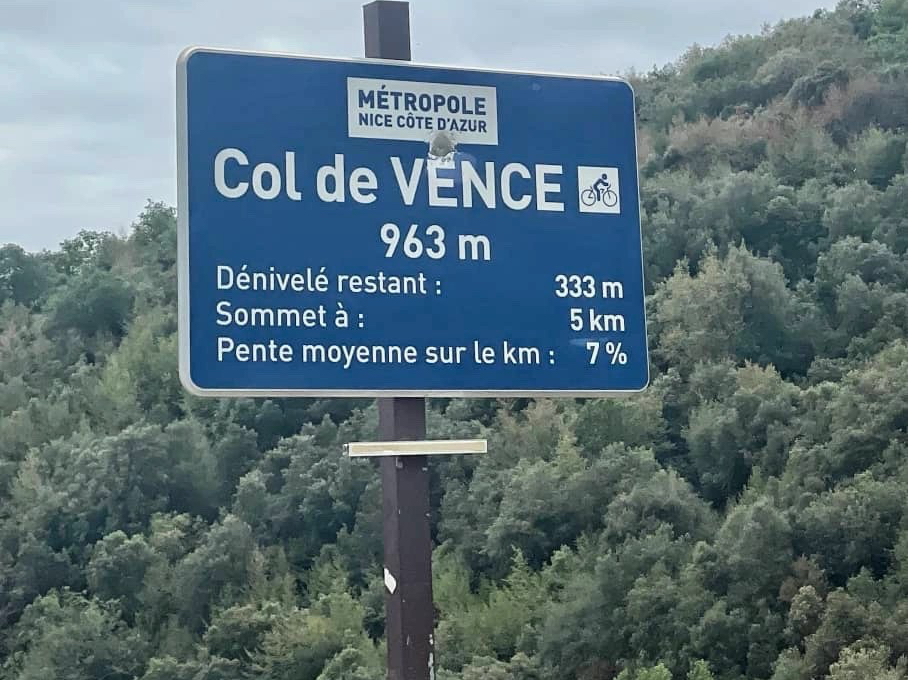 MÉTROPOLE
NICE CÔTE D'AZUR
Col de VENCE
963 m
Dénivelé restant : 333 m
Sommet à : 5 km
Pente moyenne sur le km : 7 %